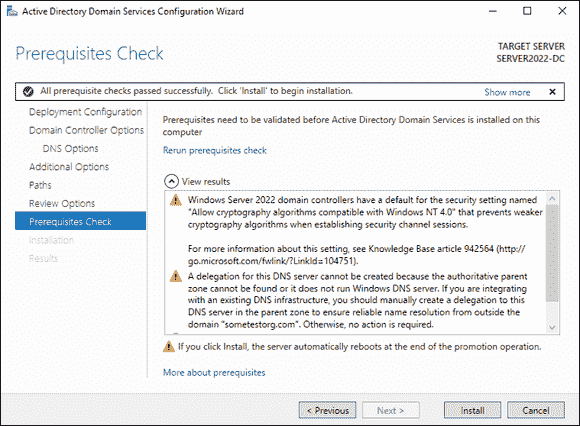 Active Directory Domain Services Configuration Wizard
Prerequisites Check
TARGET SERVER
SERVER2022-DC
All prerequisite checks passed successfully. Click 'Install' to begin installation.
Show more
Deployment Configuration
Domain Controller Options
DNS Options
Additional Options
Paths
Review Options
Prerequisites Check
Installation
Results
Prerequisites need to be validated before Active Directory Domain Services is installed on this
computer
Rerun prerequisites check
View results
Windows Server 2022 domain controllers have a default for the security setting named
"Allow cryptography algorithms compatible with Windows NT 4.0" that prevents weaker
cryptography algorithms when establishing security channel sessions.
For more information about this setting, see Knowledge Base article 942564 (http://
go.microsoft.com/fwlink/?LinkId=104751).
A delegation for this DNS server cannot be created because the authoritative parent
zone cannot be found or it does not run Windows DNS server. If you are integrating
with an existing DNS infrastructure, you should manually create a delegation to this
DNS server in the parent zone to ensure reliable name resolution from outside the
domain "sometestorg.com". Otherwise, no action is required.
If you click Install, the server automatically reboots at the end of the promotion operation.
More about prerequisites
< Previous
Next >
Install
Cancel